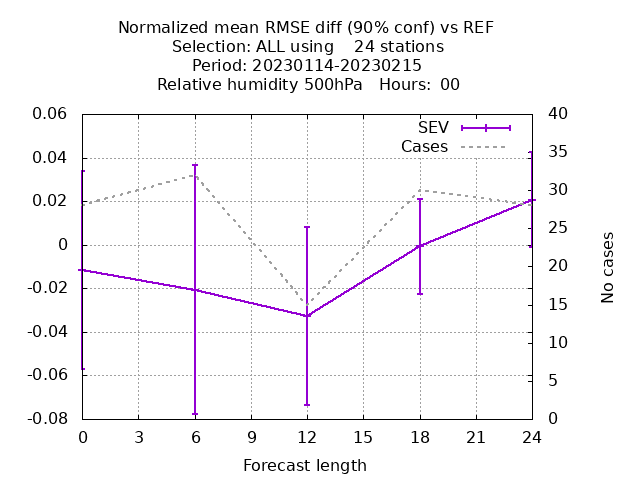 Normalized mean RMSE diff (90% conf) vs REF
Selection: ALL using    24 stations
Period: 20230114-20230215
Relative humidity 500hPa   Hours:  00
SEV
Cases
0.06
0.04
0.02
0
-0.02
-0.04
-0.06
-0.08
40
35
30
25
20
15
10
5
0
No cases
0 3 6 9 12 15 18 21 24
Forecast length